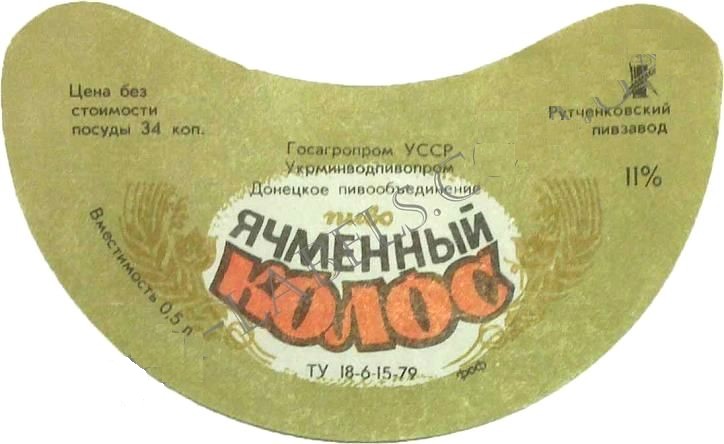 Цена без
стоимости
посуды 34 коп.
Рутченковский
пивзавод
11%
Госагропром УССР
Укрминводпивопром
Донецкое пивообъединение
пиво
ЯЧМЕННЫЙ
КОЛОС
Вместимость 0,5 л
ТУ 18-6-15-79